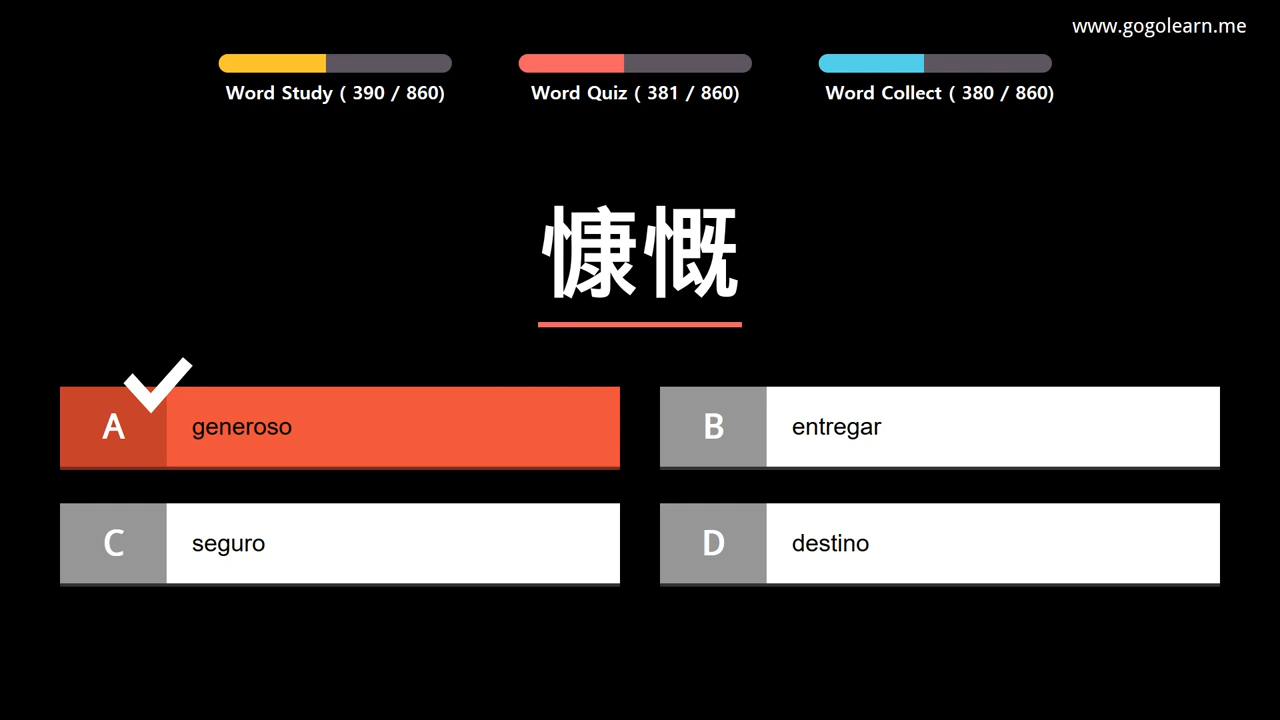 www.gogolearn.me
Word Study ( 390 / 860)
Word Quiz ( 381 / 860)
Word Collect ( 380 / 860)
慷慨
A generoso
B entregar
C seguro
D destino